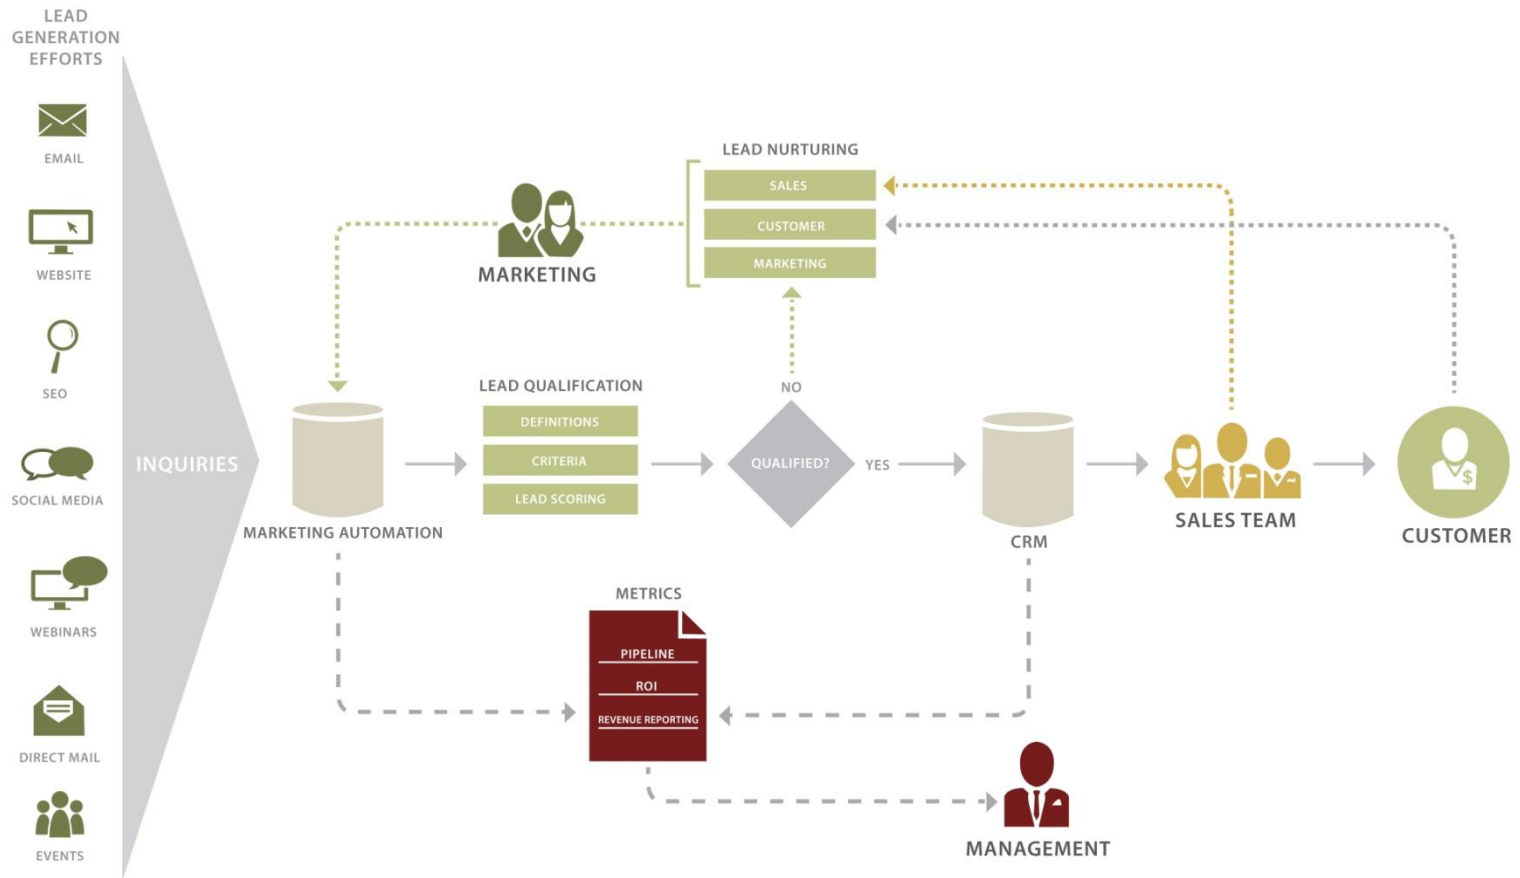 LEAD
GENERATION
EFFORTS
EMAIL
WEBSITE
SEO
SOCIAL MEDIA
WEBINARS
DIRECT MAIL
EVENTS
INQUIRIES
MARKETING
LEAD NURTURING
SALES
CUSTOMER
MARKETING
MARKETING AUTOMATION
LEAD QUALIFICATION
DEFINITIONS
CRITERIA
LEAD SCORING
NO
QUALIFIED?
YES
CRM
SALES TEAM
$
CUSTOMER
METRICS
PIPELINE
ROI
REVENUE REPORTING
MANAGEMENT